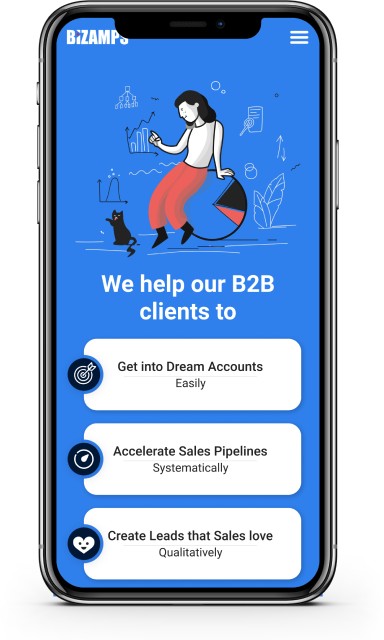 BiZAMPS
We help our B2B
clients to
Get into Dream Accounts
Easily
Accelerate Sales Pipelines
Systematically
Create Leads that Sales love
Qualitatively